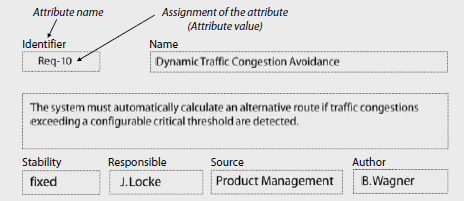 Attribute name
Assignment of the attribute
(Attribute value)
Identifier
Name
Req-10
Dynamic Traffic Congestion Avoidance
The system must automatically calculate an alternative route if traffic congestions
exceeding a configurable critical threshold are detected.
Stability
Responsible
Source
Author
fixed
J.Locke
Product Management
B.Wagner